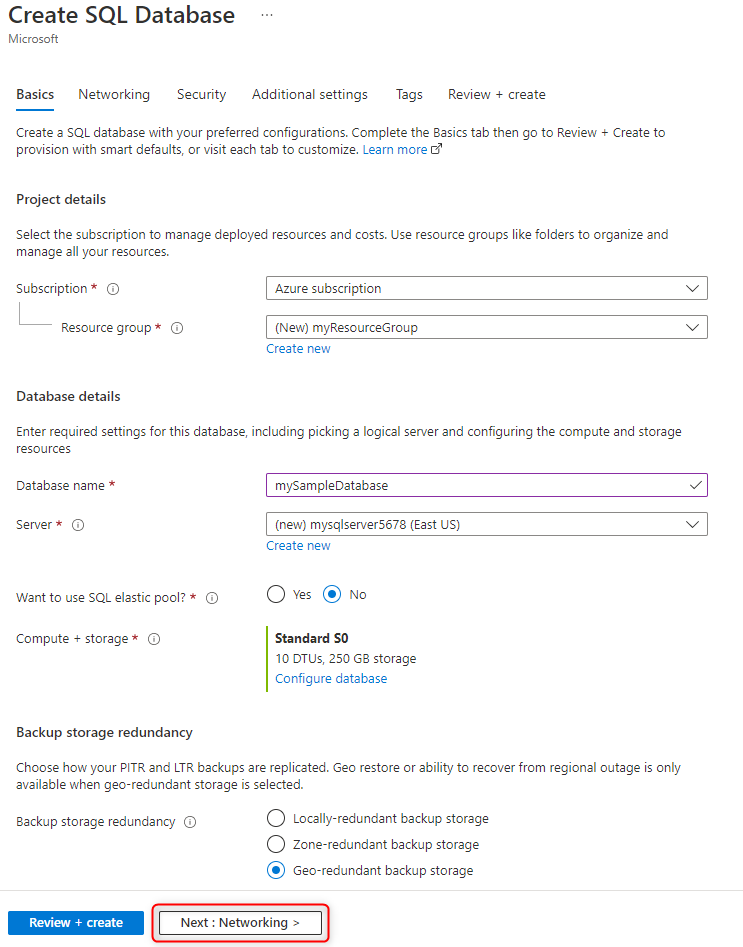 Create SQL Database ...
Microsoft
Basics Networking Security Additional settings Tags Review + create
Create a SQL database with your preferred configurations. Complete the Basics tab then go to Review + Create to
provision with smart defaults, or visit each tab to customize. Learn more
Project details
Select the subscription to manage deployed resources and costs. Use resource groups like folders to organize and
manage all your resources.
Subscription *
Azure subscription
Resource group *
(New) myResourceGroup
Create new
Database details
Enter required settings for this database, including picking a logical server and configuring the compute and storage
resources
Database name *
mySampleDatabase
Server *
(new) mysqlserver5678 (East US)
Create new
Want to use SQL elastic pool? *
Yes No
Compute + storage *
Standard S0
10 DTUs, 250 GB storage
Configure database
Backup storage redundancy
Choose how your PITR and LTR backups are replicated. Geo restore or ability to recover from regional outage is only
available when geo-redundant storage is selected.
Backup storage redundancy
Locally-redundant backup storage
Zone-redundant backup storage
Geo-redundant backup storage
Review + create
Next : Networking >